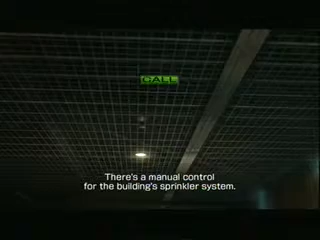 CALL
There's a manual control
for the building's sprinkler system.